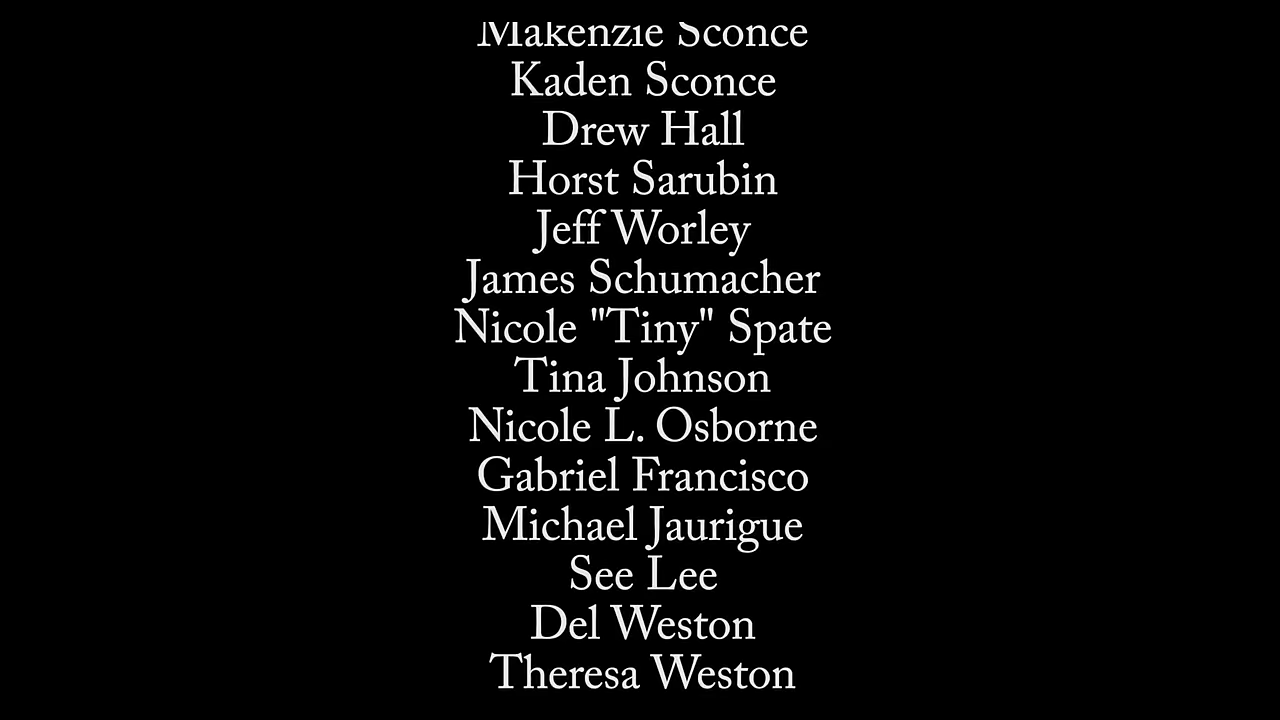 Makenzie Sconce
Kaden Sconce
Drew Hall
Horst Sarubin
Jeff Worley
James Schumacher
Nicole "Tiny" Spate
Tina Johnson
Nicole L. Osborne
Gabriel Francisco
Michael Jaurigue
See Lee
Del Weston
Theresa Weston